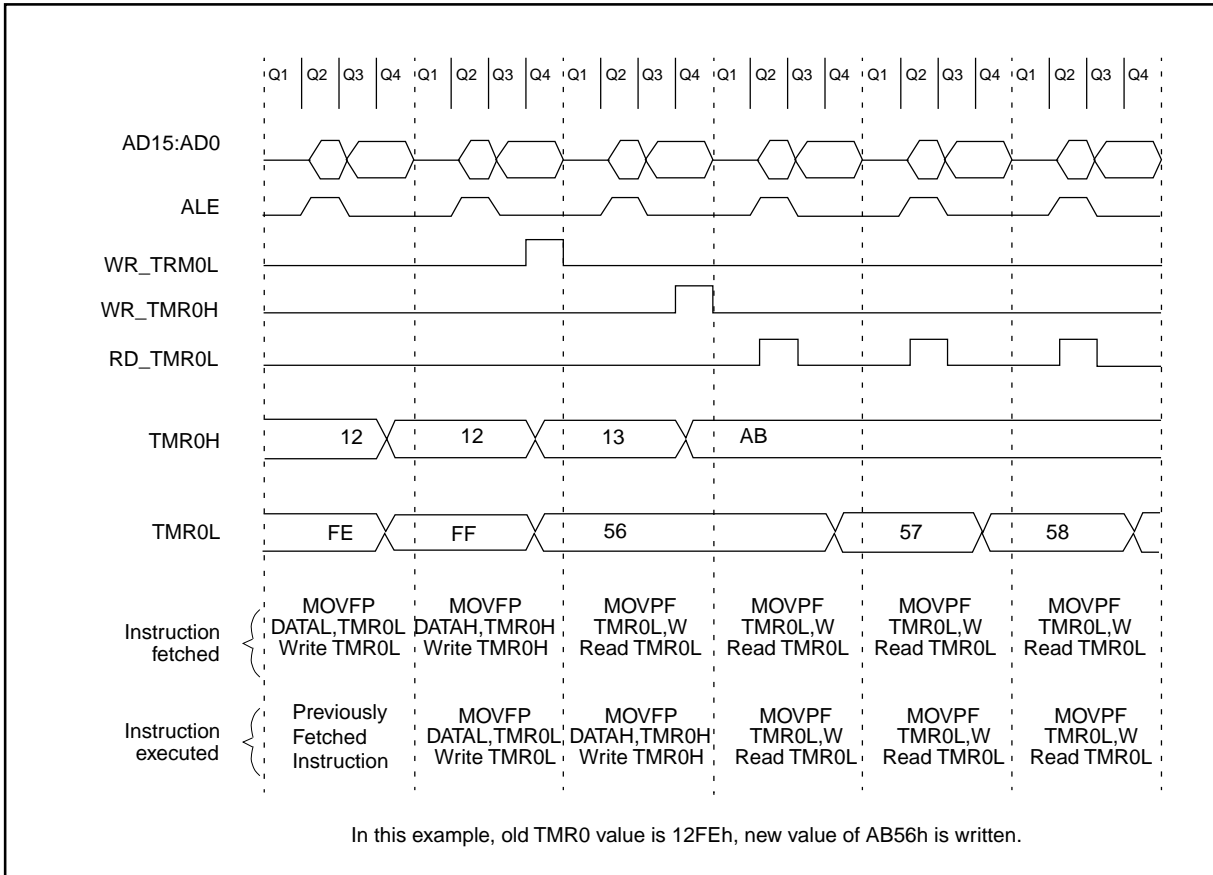 Q1 Q2 Q3 Q4 Q1 Q2 Q3 Q4 Q1 Q2 Q3 Q4 Q1 Q2 Q3 Q4 Q1 Q2 Q3 Q4 Q1 Q2 Q3 Q4
AD15:AD0
ALE
WR_TRM0L
WR_TMR0H
RD_TMR0L
TMR0H 12 12 13 AB
TMR0L FE FF 56 57 58
Instruction
fetched
MOVFP
DATAL,TMR0L
Write TMR0L
MOVFP
DATAH,TMR0H
Write TMR0H
MOVPF
TMR0L,W
Read TMR0L
MOVPF
TMR0L,W
Read TMR0L
MOVPF
TMR0L,W
Read TMR0L
MOVPF
TMR0L,W
Read TMR0L
Instruction
executed
Previously
Fetched
Instruction
MOVFP
DATAL,TMR0L
Write TMR0L
MOVFP
DATAH,TMR0H
Write TMR0H
MOVPF
TMR0L,W
Read TMR0L
MOVPF
TMR0L,W
Read TMR0L
MOVPF
TMR0L,W
Read TMR0L
In this example, old TMR0 value is 12FEh, new value of AB56h is written.